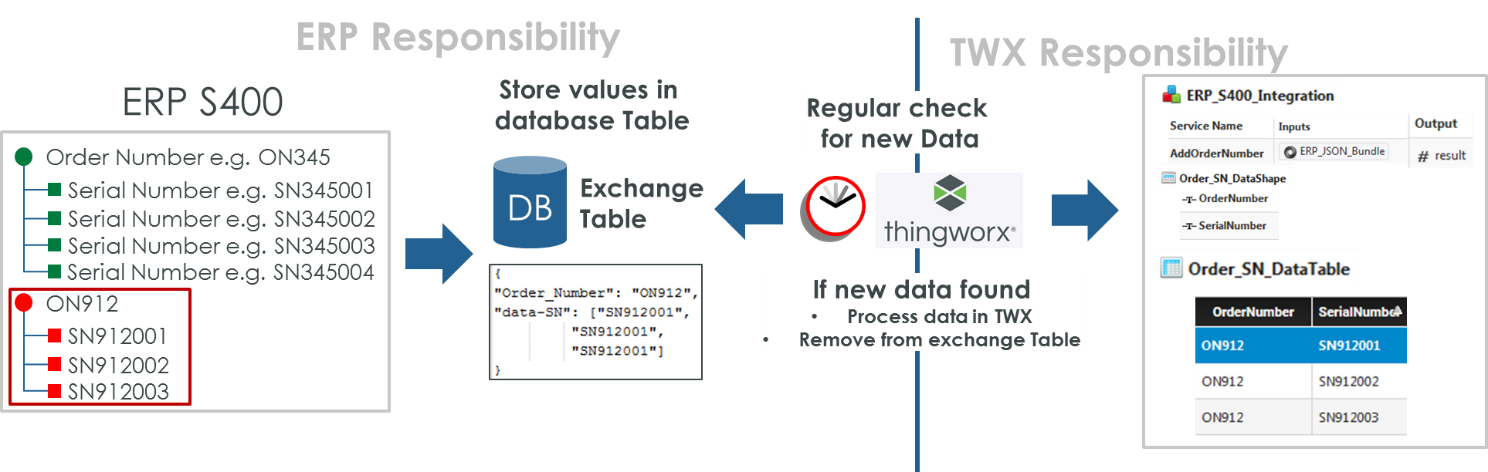 ERP Responsibility
TWX Responsibility
ERP S400
Order Number e.g. ON345
Serial Number e.g. SN345001
Serial Number e.g. SN345002
Serial Number e.g. SN345003
Serial Number e.g. SN345004
ON912
SN912001
SN912002
SN912003
Store values in
database Table
DB
Exchange
Table
{
"Order_Number": "ON912",
"data-SN": ["SN912001",
"SN912001",
"SN912001"]
}
Regular check
for new Data
thingworx®
If new data found
• Process data in TWX
• Remove from exchange Table
ERP_S400_Integration
Service Name Inputs Output
AddOrderNumber ERP_JSON_Bundle # result
Order_SN_DataShape
-T- OrderNumber
-T- SerialNumber
Order_SN_DataTable
OrderNumber SerialNumber
ON912 SN912001
ON912 SN912002
ON912 SN912003